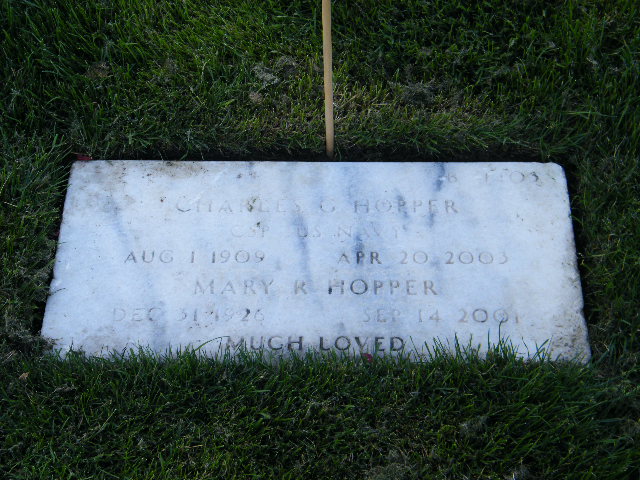 CHARLES G HOPPER
CSP US NAVY
AUG 1 1909 APR 20 2003
MARY R HOPPER
DEC 31 1926 SEP 14 2001
MUCH LOVED